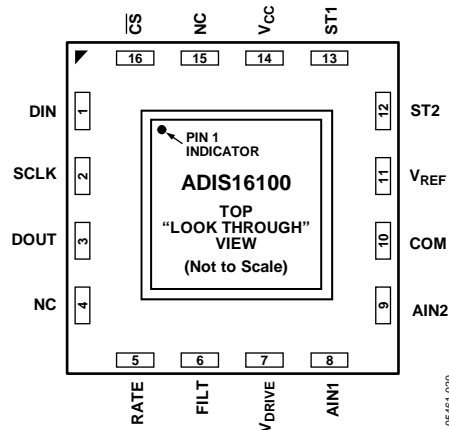 CS
NC
VCC
ST1
16
15
14
13
DIN
1
SCLK
2
DOUT
3
NC
4
12
ST2
11
VREF
10
COM
9
AIN2
PIN 1
INDICATOR
ADIS16100
TOP
“LOOK THROUGH”
VIEW
(Not to Scale)
5
6
7
8
RATE
FILT
VDRIVE
AIN1
05461-020